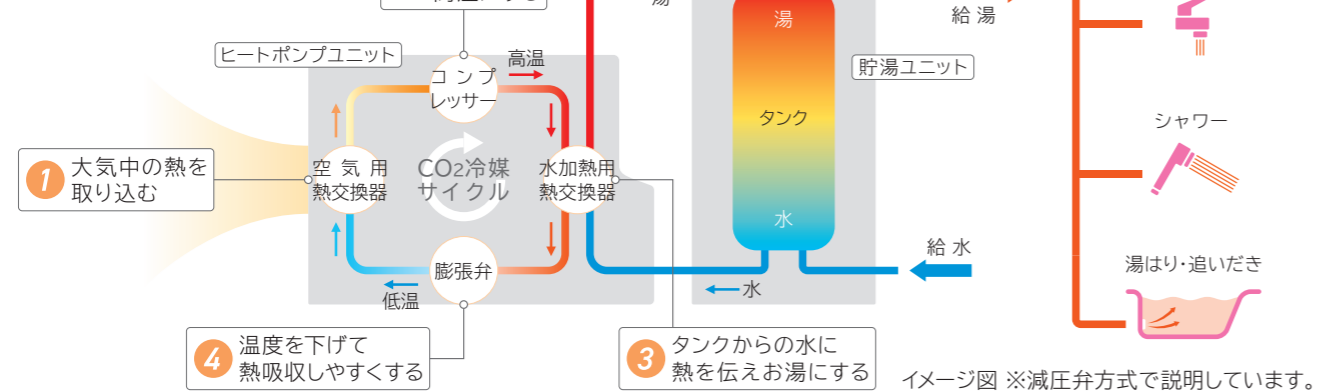 給湯
湯
ヒートポンプユニット
高温
コンプ
レッサー
貯湯ユニット
タンク
シャワー
1
大気中の熱を
取り込む
空気用
熱交換器
CO2冷媒
サイクル
水加熱用
熱交換器
水
給水
膨張弁
湯はり・追いだき
低温
水
4
温度を下げて
熱吸収しやすくする
3
タンクからの水に
熱を伝えお湯にする
イメージ図 ※減圧弁方式で説明しています。